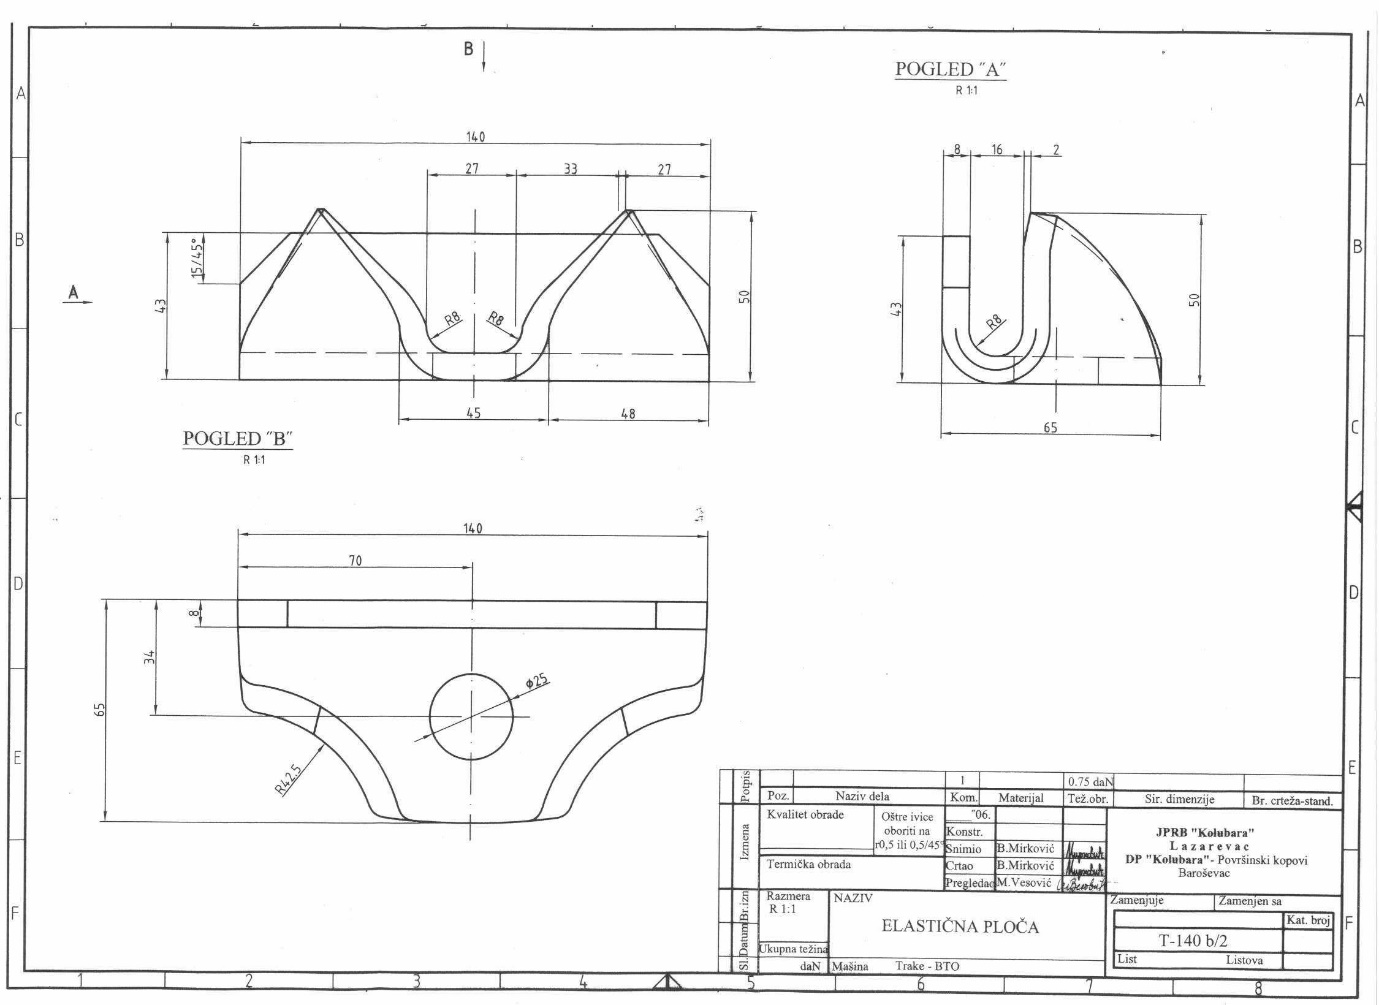 B
POGLED "A"
R 1:1
A
A
140
27
33
27
8
16
2
B
15/45°
43
50
R8
R8
A
43
50
R8
B
45
48
65
C
C
POGLED "B"
R 1:1
140
70
8
34
65
Φ25
R42.5
D
D
E
E
F
F
1
2
3
4
5
6
7
8
Potpis
1
0.75 daN
Poz.
Naziv dela
Kom.
Materijal
Tež.obr.
Sir. dimenzije
Br. crteža-stand.
Izmena
Kvalitet obrade
Oštre ivice
oboriti na
r0,5 ili 0,5/45°
"06.
Konstr.
Snimio
B.Mirković
Crtao
B.Mirković
Pregledao
M.Vesović
Termička obrada
JPRB "Kolubara"
Lazarevac
DP "Kolubara"- Površinski kopovi
Baroševac
Br.izn
Datum
Sl.
Razmera
R 1:1
NAZIV
ELASTIČNA PLOČA
Ukupna težina
daN
Mašina
Trake - BTO
Zamenjuje
Zamenjen sa
Kat. broj
T-140 b/2
List
Listova